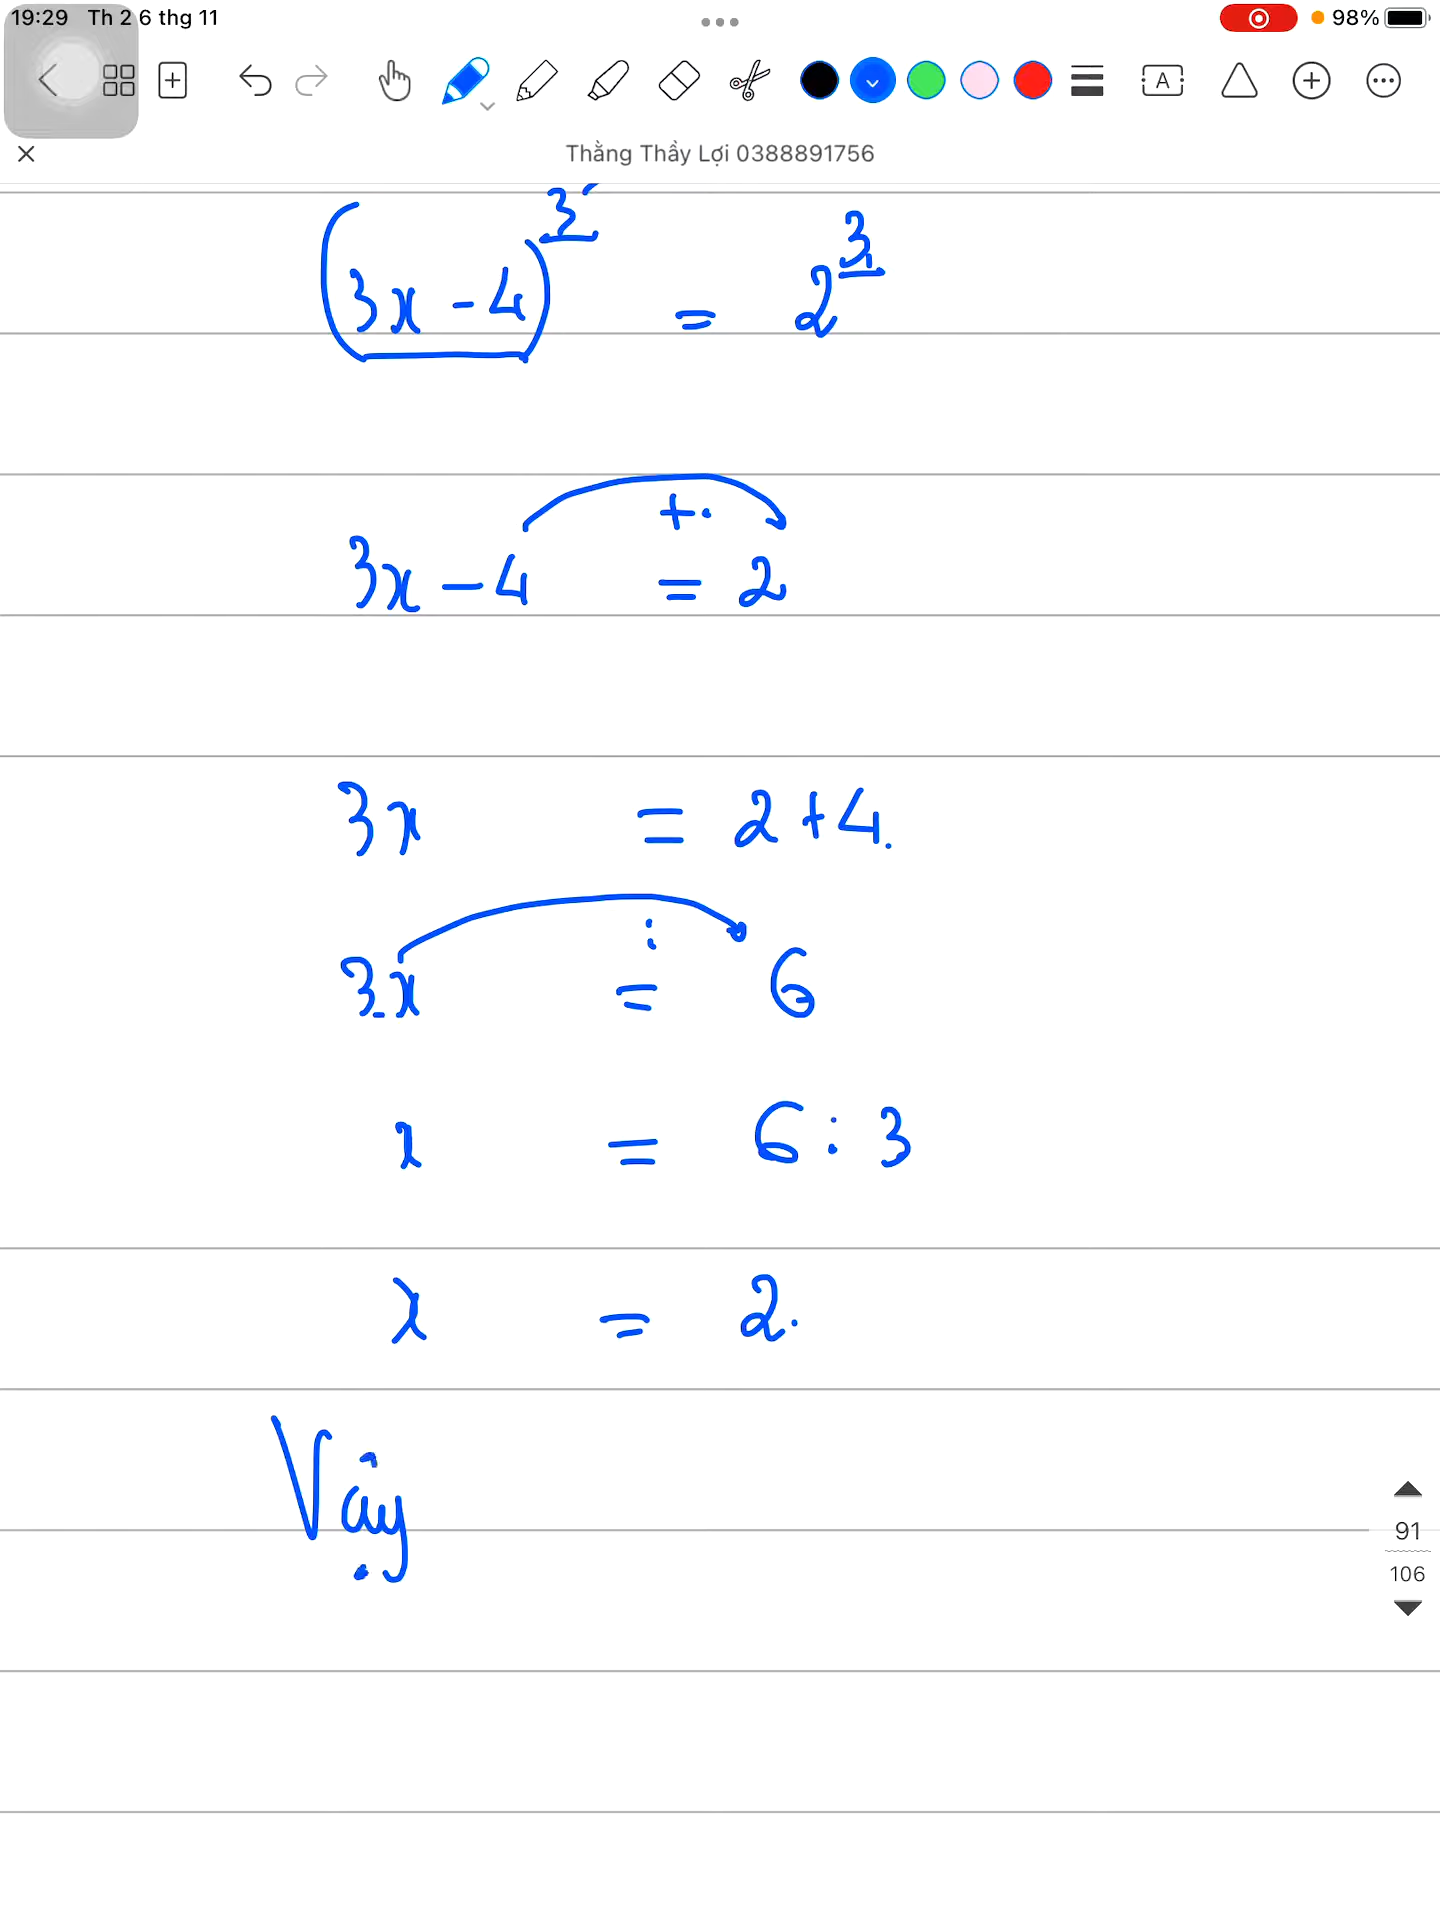 19:29 Th 2 6 thg 11 98%
A
Thằng Thầy Lợi 0388891756
(3x - 4)³ = 2³
+
3x - 4 = 2
3x = 2 + 4.
:
3x = 6
x = 6 : 3
x = 2.
Vậy
91
106